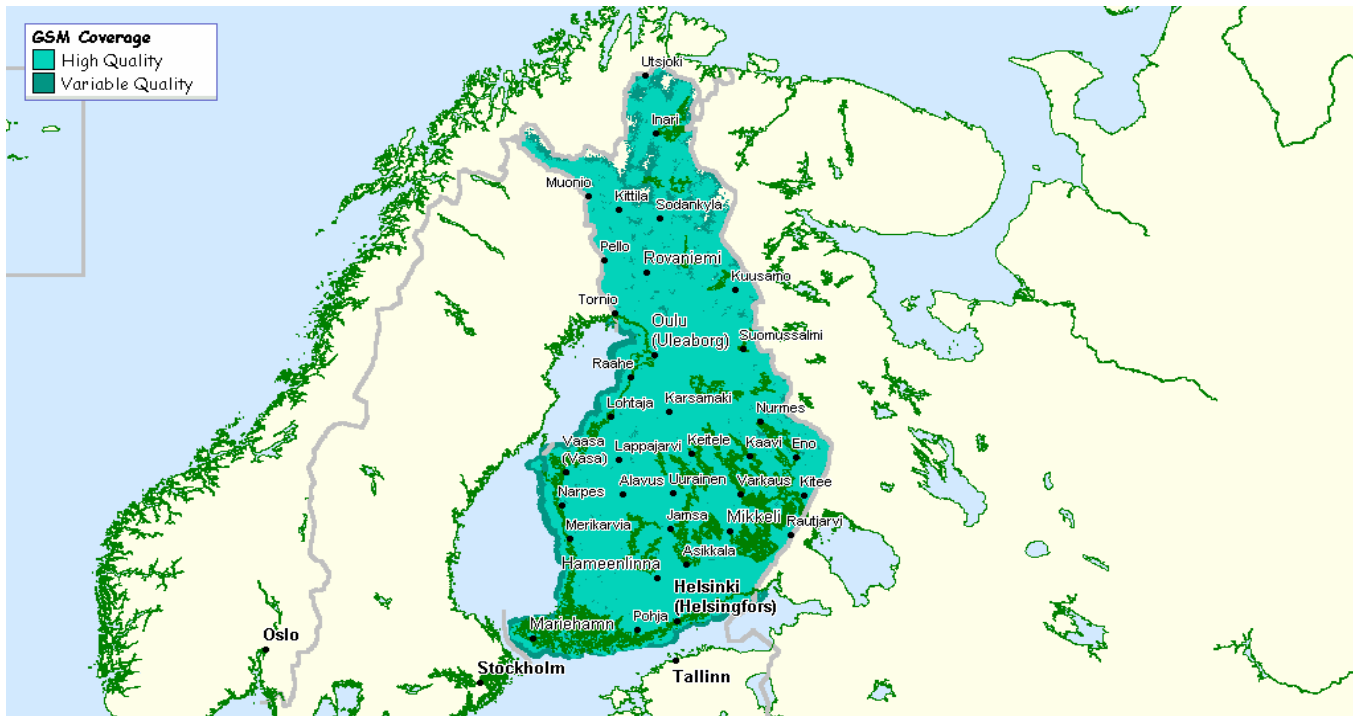 GSM Coverage
High Quality
Variable Quality
Utsjoki
Inari
Muonio
Kittila
Sodankyla
Pello
Rovaniemi
Kuusamo
Tornio
Oulu
(Uleaborg)
Suomussalmi
Raahe
Lohtaja
Karsamaki
Nurmes
Vaasa
(Vasa)
Lappajarvi
Keitele
Kaavi
Eno
Narpes
Alavus
Uurainen
Varkaus
Kitee
Merikarvia
Jamsa
Mikkeli
Rautjarvi
Asikkala
Hameenlinna
Helsinki
(Helsingfors)
Mariehamn
Pohja
Oslo
Stockholm
Tallinn